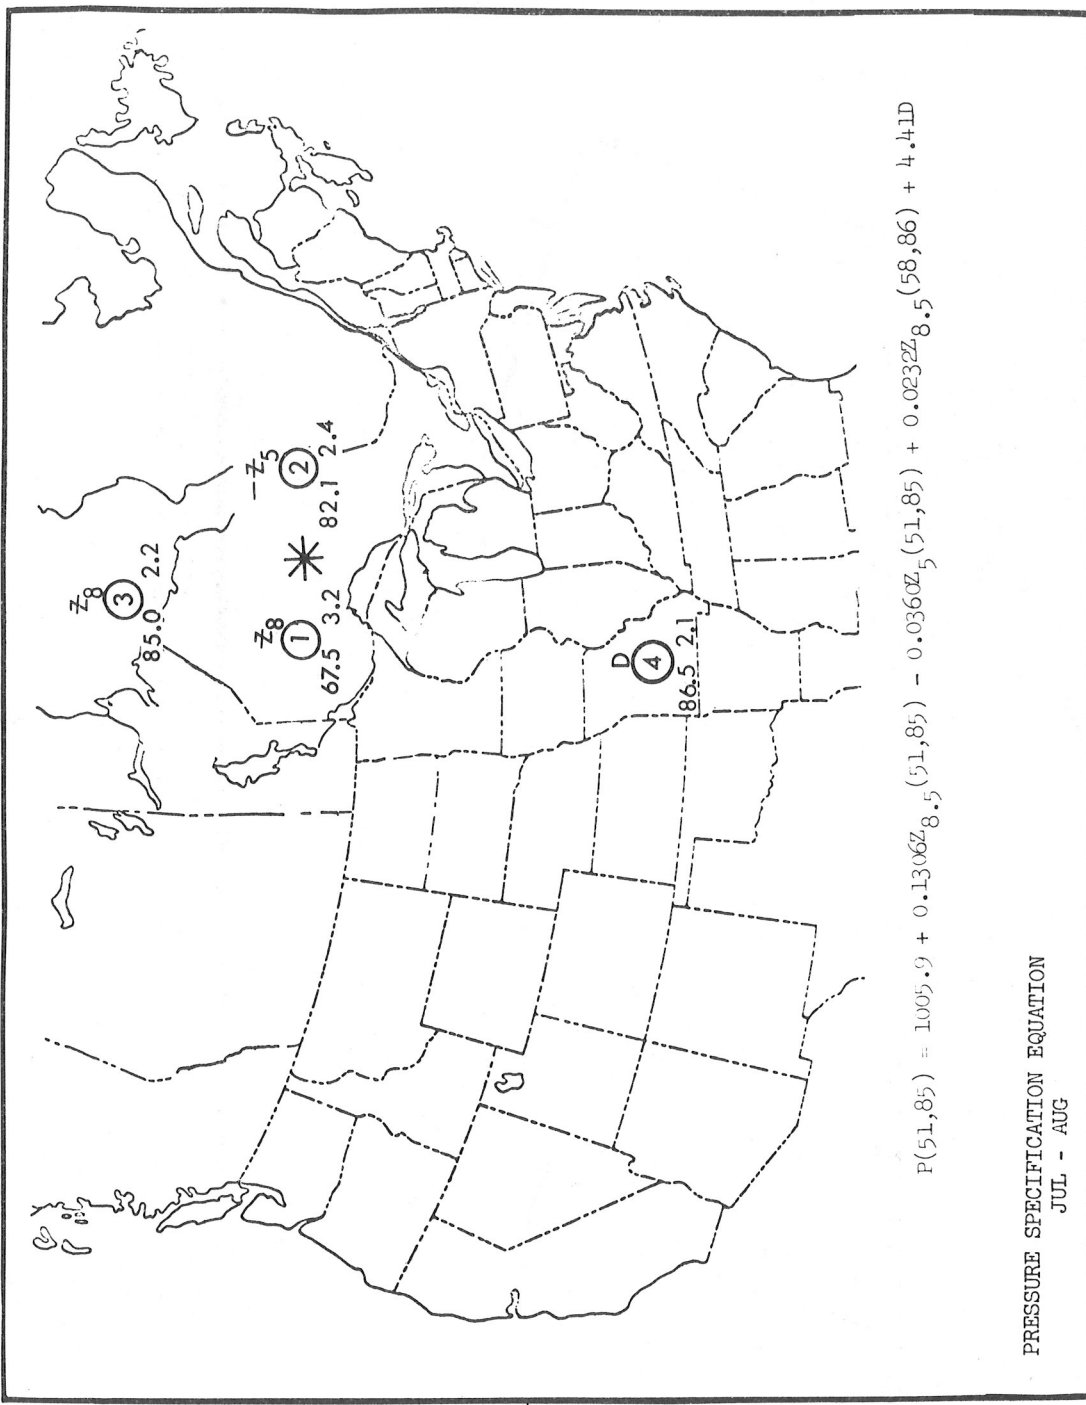 Z₈
③
85.0 2.2
Z₈
①
67.5 3.2
-Z₅
②
82.1 2.4
D
④
86.5 2.1
P(51,85) = 1005.9 + 0.1306Z₈.₅(51,85) - 0.0360Z₅(51,85) + 0.0232Z₈.₅(58,86) + 4.41D
PRESSURE SPECIFICATION EQUATION
JUL - AUG